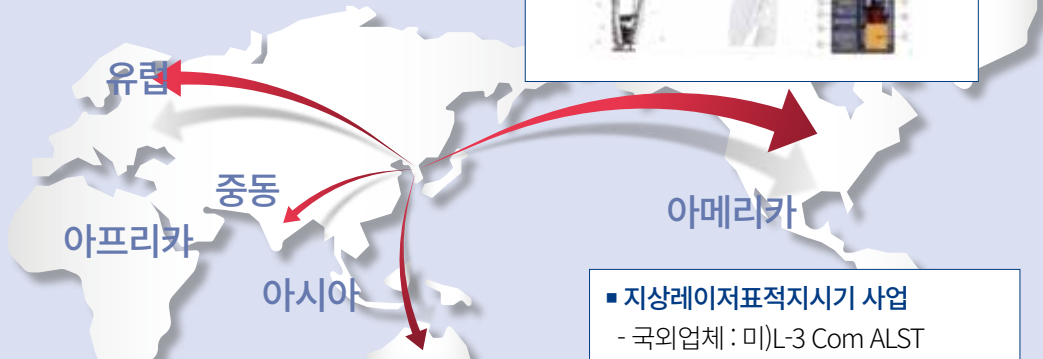 유럽
중동
아프리카
아시아
아메리카
▪ 지상레이저표적지시기 사업
- 국외업체 : 미)L-3 Com ALST